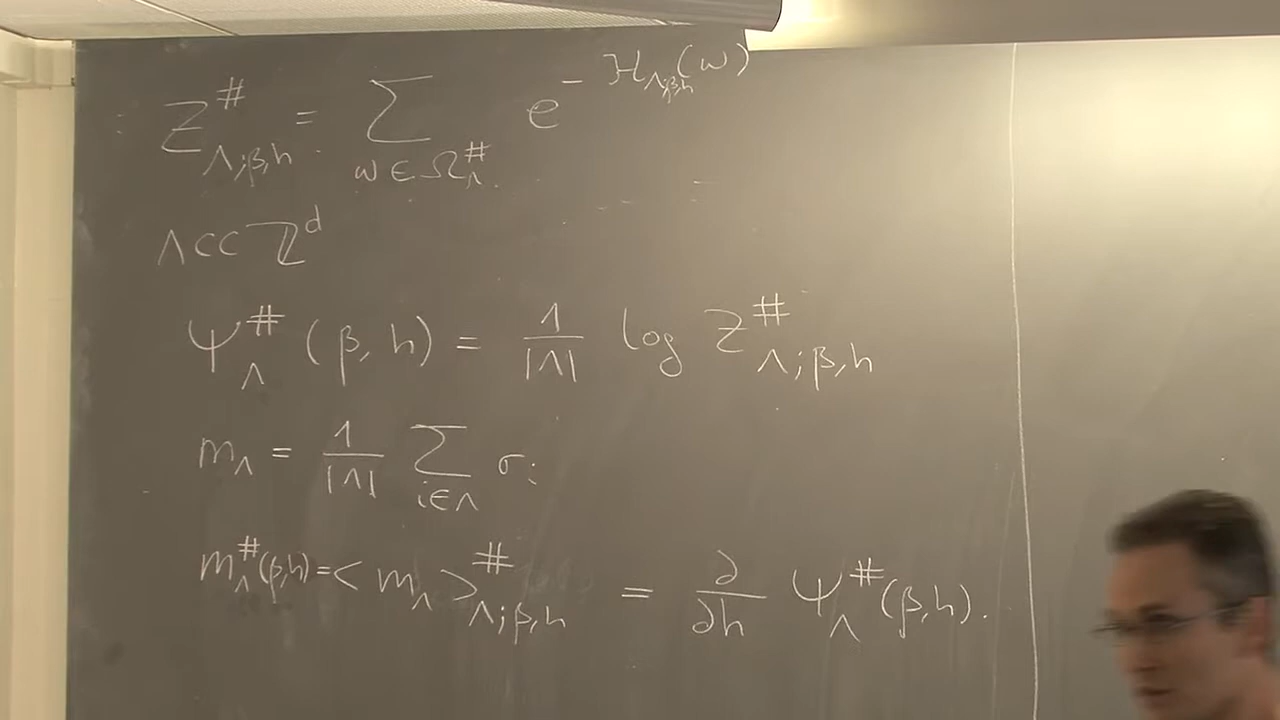 Z^#_{Λ;β,h} = ∑_{ω∈Ω^#_Λ} e^{-ℋ_{Λ;β,h}(ω)}
Λ⊂⊂ℤ^d
ψ^#_Λ(β,h) = 1/|Λ| log Z^#_{Λ;β,h}
m_Λ = 1/|Λ| ∑_{i∈Λ} σ_i
m^#_Λ(β,h) = <m_Λ>^#_{Λ;β,h} = ∂/∂h ψ^#_Λ(β,h).